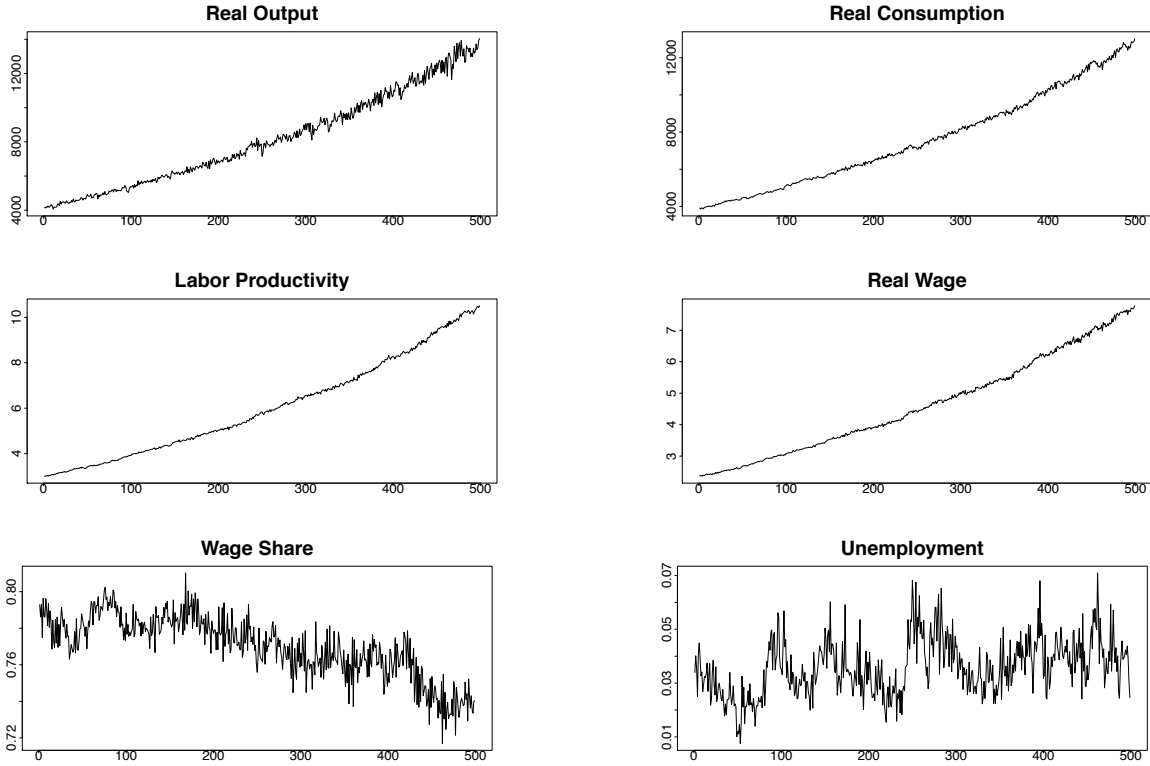 Real Output
4000 8000 12000
0 100 200 300 400 500
Real Consumption
4000 8000 12000
0 100 200 300 400 500
Labor Productivity
4 6 8 10
0 100 200 300 400 500
Real Wage
3 4 5 6 7
0 100 200 300 400 500
Wage Share
0.72 0.76 0.80
0 100 200 300 400 500
Unemployment
0.01 0.03 0.05 0.07
0 100 200 300 400 500